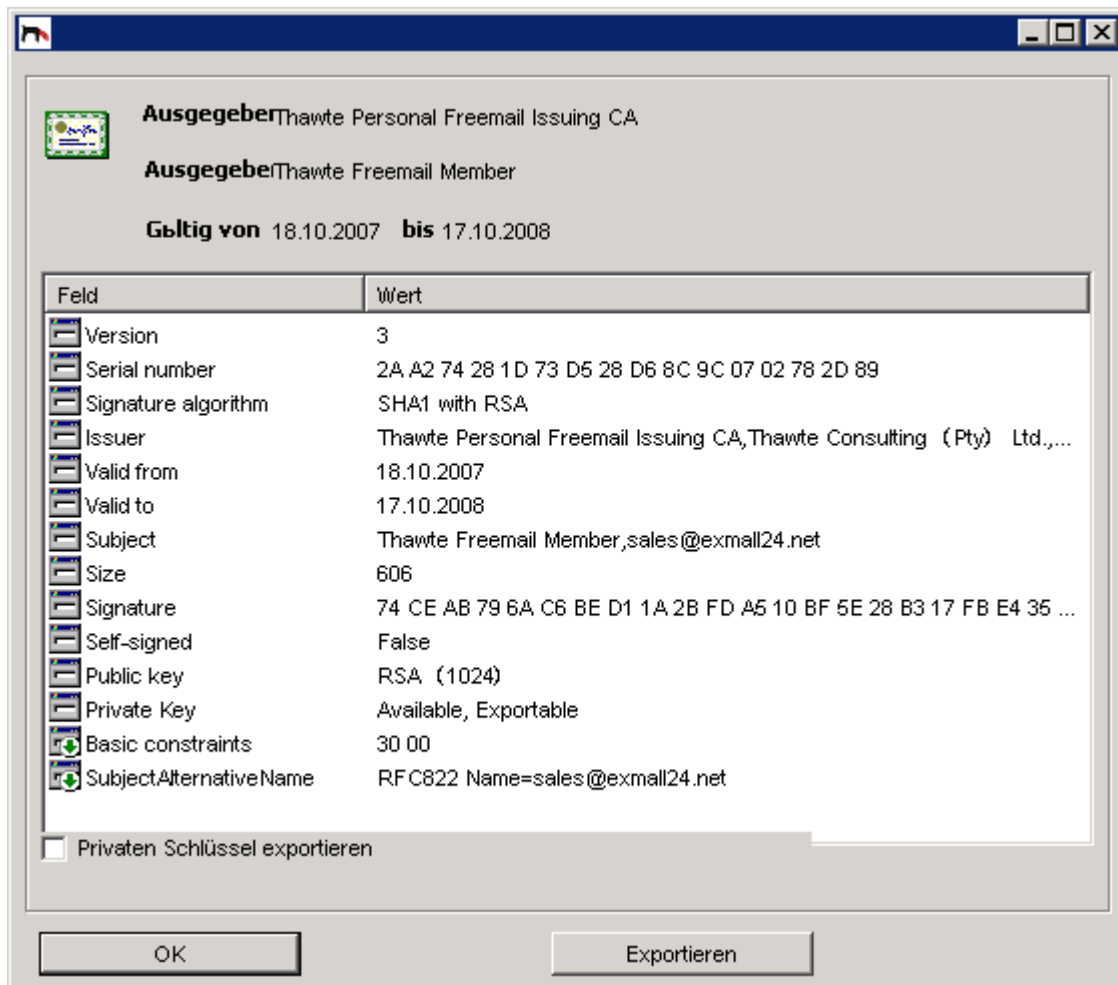 Ausgegeber Thawte Personal Freemail Issuing CA
Ausgegebe Thawte Freemail Member
Gьltig von 18.10.2007 bis 17.10.2008
Feld Wert
Version 3
Serial number 2A A2 74 28 1D 73 D5 28 D6 8C 9C 07 02 78 2D 89
Signature algorithm SHA1 with RSA
Issuer Thawte Personal Freemail Issuing CA,Thawte Consulting (Pty) Ltd.,...
Valid from 18.10.2007
Valid to 17.10.2008
Subject Thawte Freemail Member,sales@exmall24.net
Size 606
Signature 74 CE AB 79 6A C6 BE D1 1A 2B FD A5 10 BF 5E 28 B3 17 FB E4 35 ...
Self-signed False
Public key RSA (1024)
Private Key Available, Exportable
Basic constraints 30 00
SubjectAlternativeName RFC822 Name=sales@exmall24.net
Privaten Schlüssel exportieren
OK Exportieren